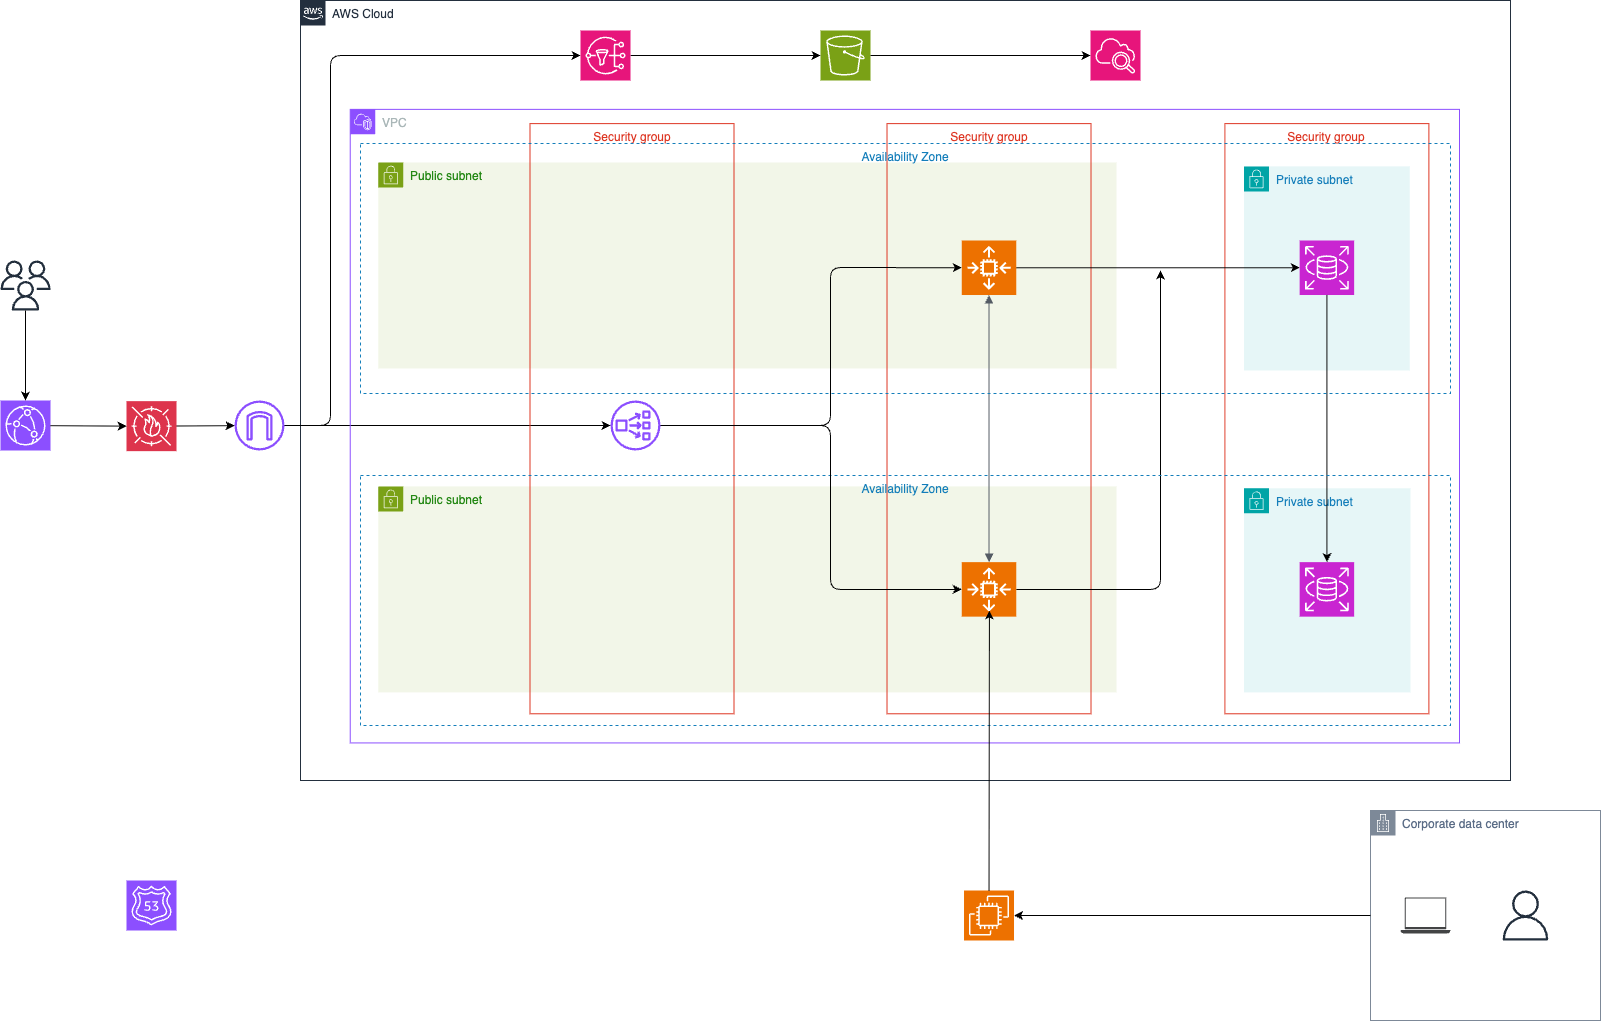 aws AWS Cloud
VPC
Security group
Security group
Security group
Availability Zone
Public subnet
Private subnet
Availability Zone
Public subnet
Private subnet
Corporate data center
53